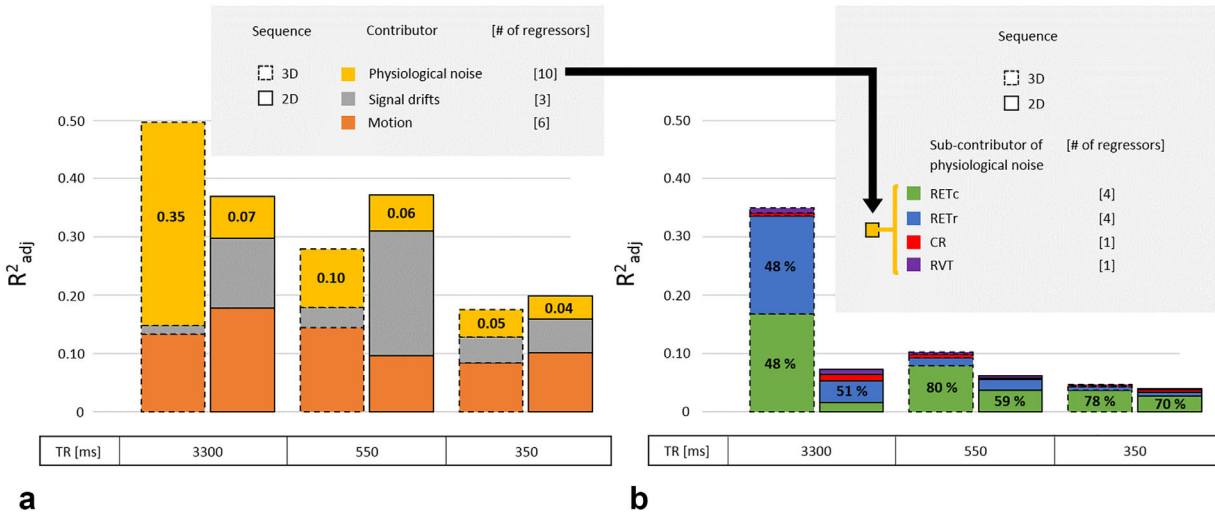 Sequence Contributor [# of regressors]
3D Physiological noise [10]
2D Signal drifts [3]
Motion [6]
R²adj
0.50
0.40
0.30
0.20
0.10
0
0.35
0.07
0.10
0.06
0.05
0.04
TR [ms] 3300 550 350
a
Sequence
3D
2D
Sub-contributor of [# of regressors]
physiological noise
RETc [4]
RETr [4]
CR [1]
RVT [1]
R²adj
0.50
0.40
0.30
0.20
0.10
0
48 %
48 %
51 %
80 %
59 %
78 %
70 %
TR [ms] 3300 550 350
b